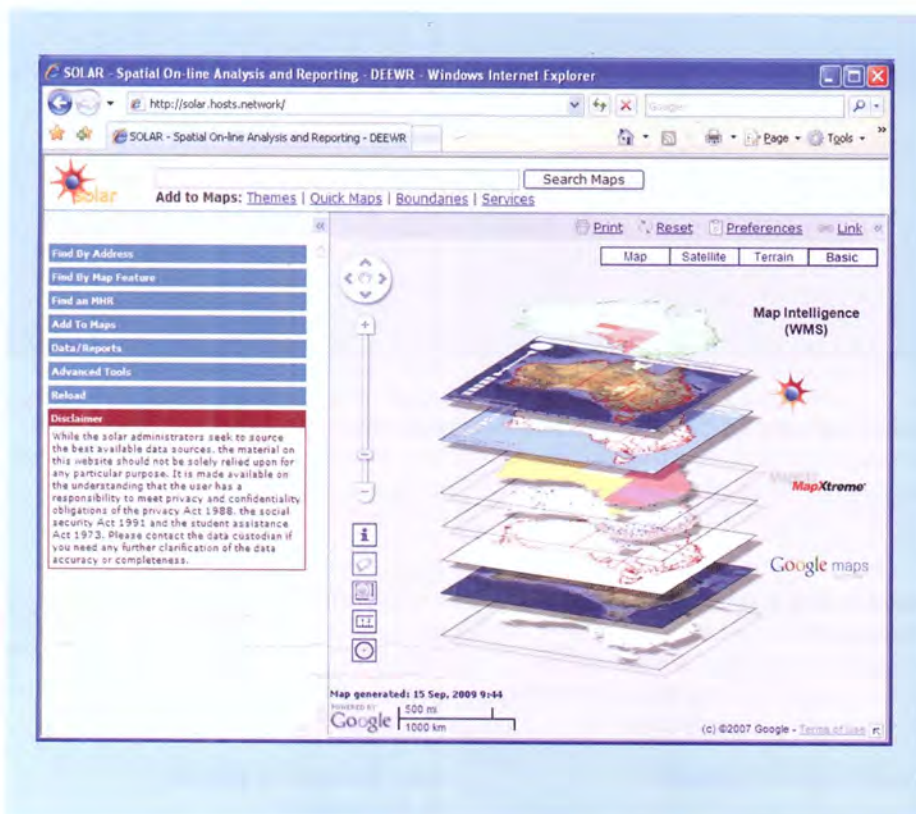 SOLAR - Spatial On-line Analysis and Reporting - DEEWR - Windows Internet Explorer
http://solar.hosts.network/
Google
SOLAR - Spatial On-line Analysis and Reporting - DEEWR
Page
Tools
solar
Search Maps
Add to Maps: Themes | Quick Maps | Boundaries | Services
Print
Reset
Preferences
Link
Find By Address
Find By Map Feature
Find an MHR
Add To Maps
Data/Reports
Advanced Tools
Reload
Disclaimer
While the solar administrators seek to source
the best available data sources, the material on
this website should not be solely relied upon for
any particular purpose. It is made available on
the understanding that the user has a
responsibility to meet privacy and confidentiality
obligations of the privacy Act 1988, the social
security Act 1991 and the student assistance
Act 1973. Please contact the data custodian if
you need any further clarification of the data
accuracy or completeness.
Map
Satellite
Terrain
Basic
Map Intelligence
(WMS)
MapXtreme
Google maps
Map generated: 15 Sep, 2009 9:44
POWERED BY
Google
500 mi
1000 km
(c) ©2007 Google - Terms of Use